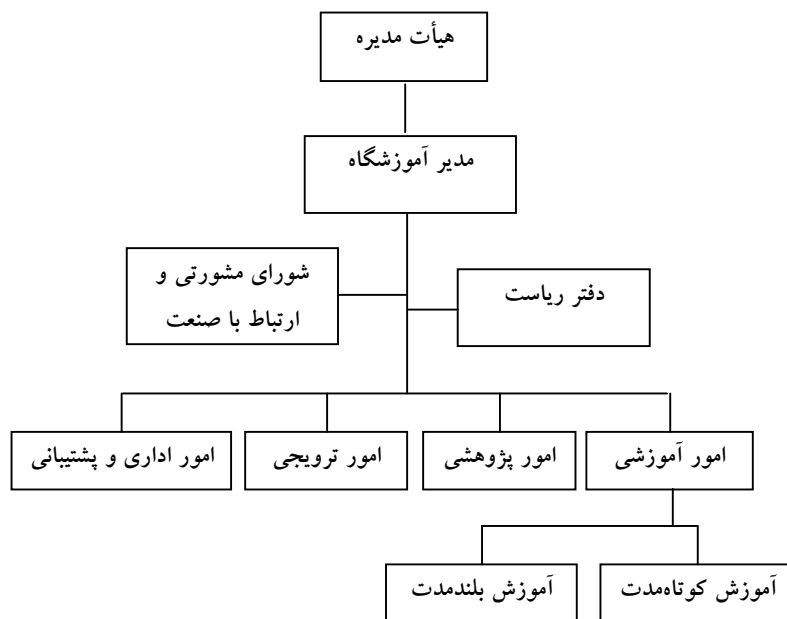 هیأت مدیره
مدیر آموزشگاه
شورای مشورتی و
ارتباط با صنعت
دفتر ریاست
امور آموزشی
امور پژوهشی
امور ترویجی
امور اداری و پشتیبانی
آموزش کوتاه‌مدت
آموزش بلندمدت